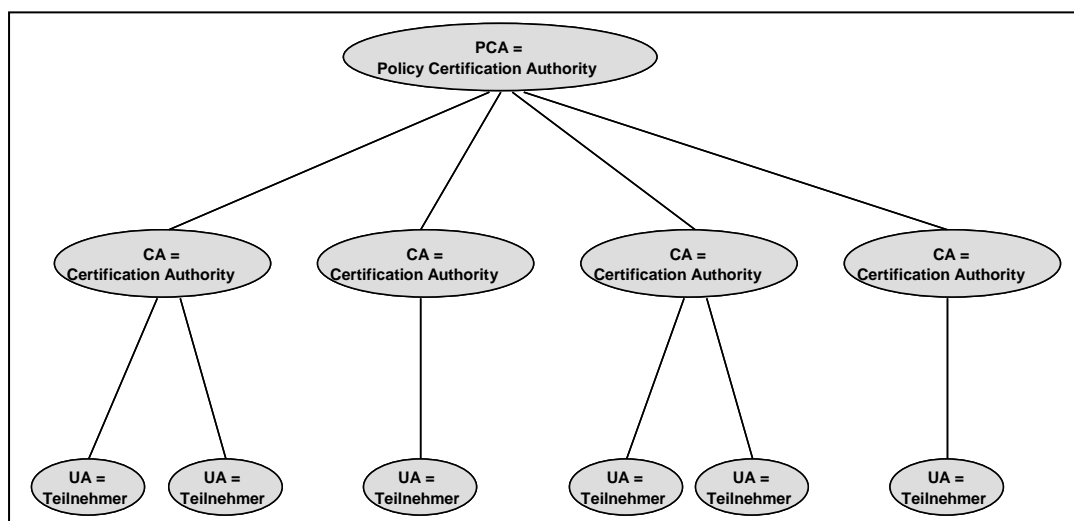 PCA =
Policy Certification Authority
CA =
Certification Authority
CA =
Certification Authority
CA =
Certification Authority
CA =
Certification Authority
UA =
Teilnehmer
UA =
Teilnehmer
UA =
Teilnehmer
UA =
Teilnehmer
UA =
Teilnehmer
UA =
Teilnehmer